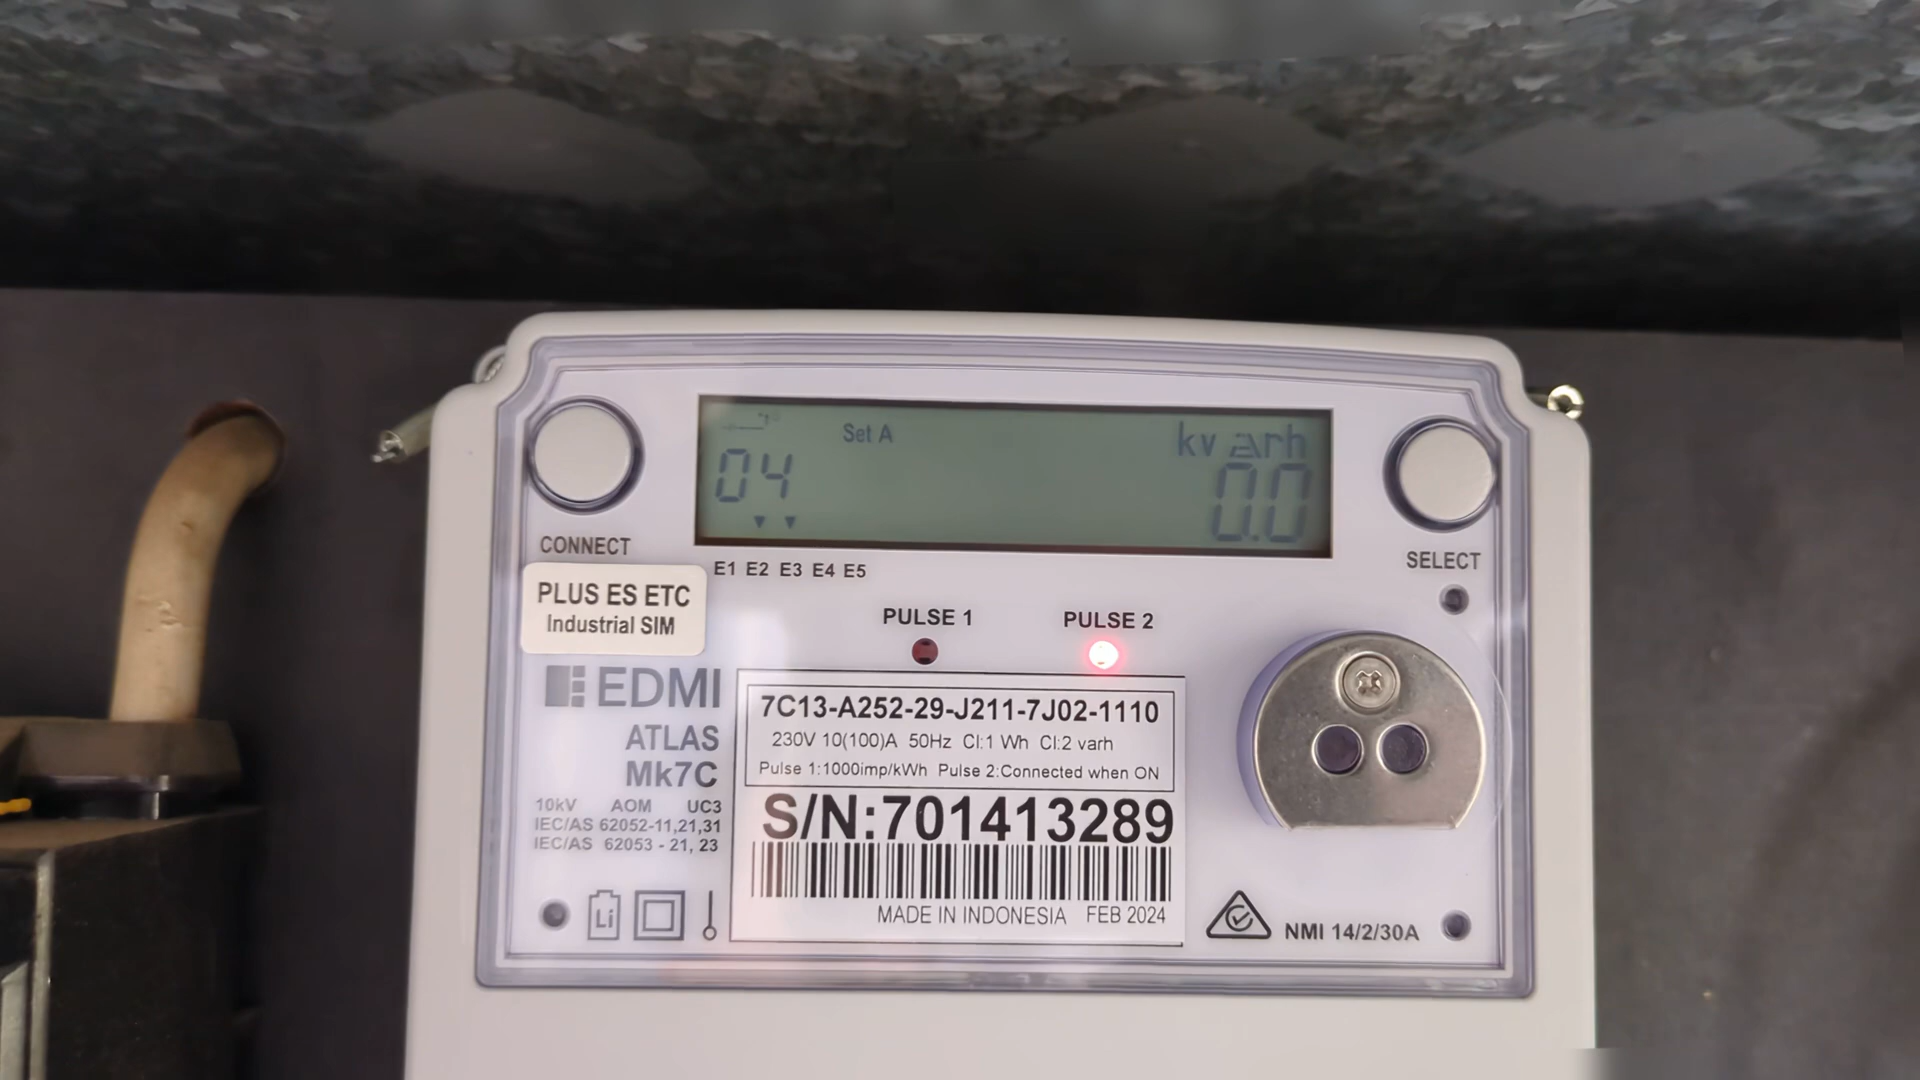 Set A
kvarh
04
0.0
CONNECT
SELECT
E1 E2 E3 E4 E5
PLUS ES ETC
Industrial SIM
PULSE 1
PULSE 2
EDMI
ATLAS
Mk7C
10kV AOM UC3
IEC/AS 62052-11,21,31
IEC/AS 62053 - 21, 23
Li
7C13-A252-29-J211-7J02-1110
230V 10(100)A 50Hz Cl:1 Wh Cl:2 varh
Pulse 1:1000imp/kWh Pulse 2:Connected when ON
S/N:701413289
MADE IN INDONESIA FEB 2024
NMI 14/2/30A